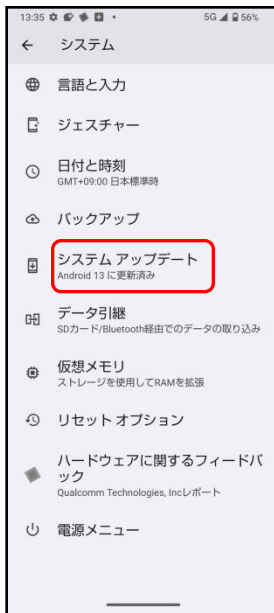 13:35 5G 56%
システム
言語と入力
ジェスチャー
日付と時刻
GMT+09:00 日本標準時
バックアップ
システム アップデート
Android 13 に更新済み
データ引継
SDカード/Bluetooth経由でのデータの取り込み
仮想メモリ
ストレージを使用してRAMを拡張
リセット オプション
ハードウェアに関するフィードバ
ック
Qualcomm Technologies, Incレポート
電源メニュー